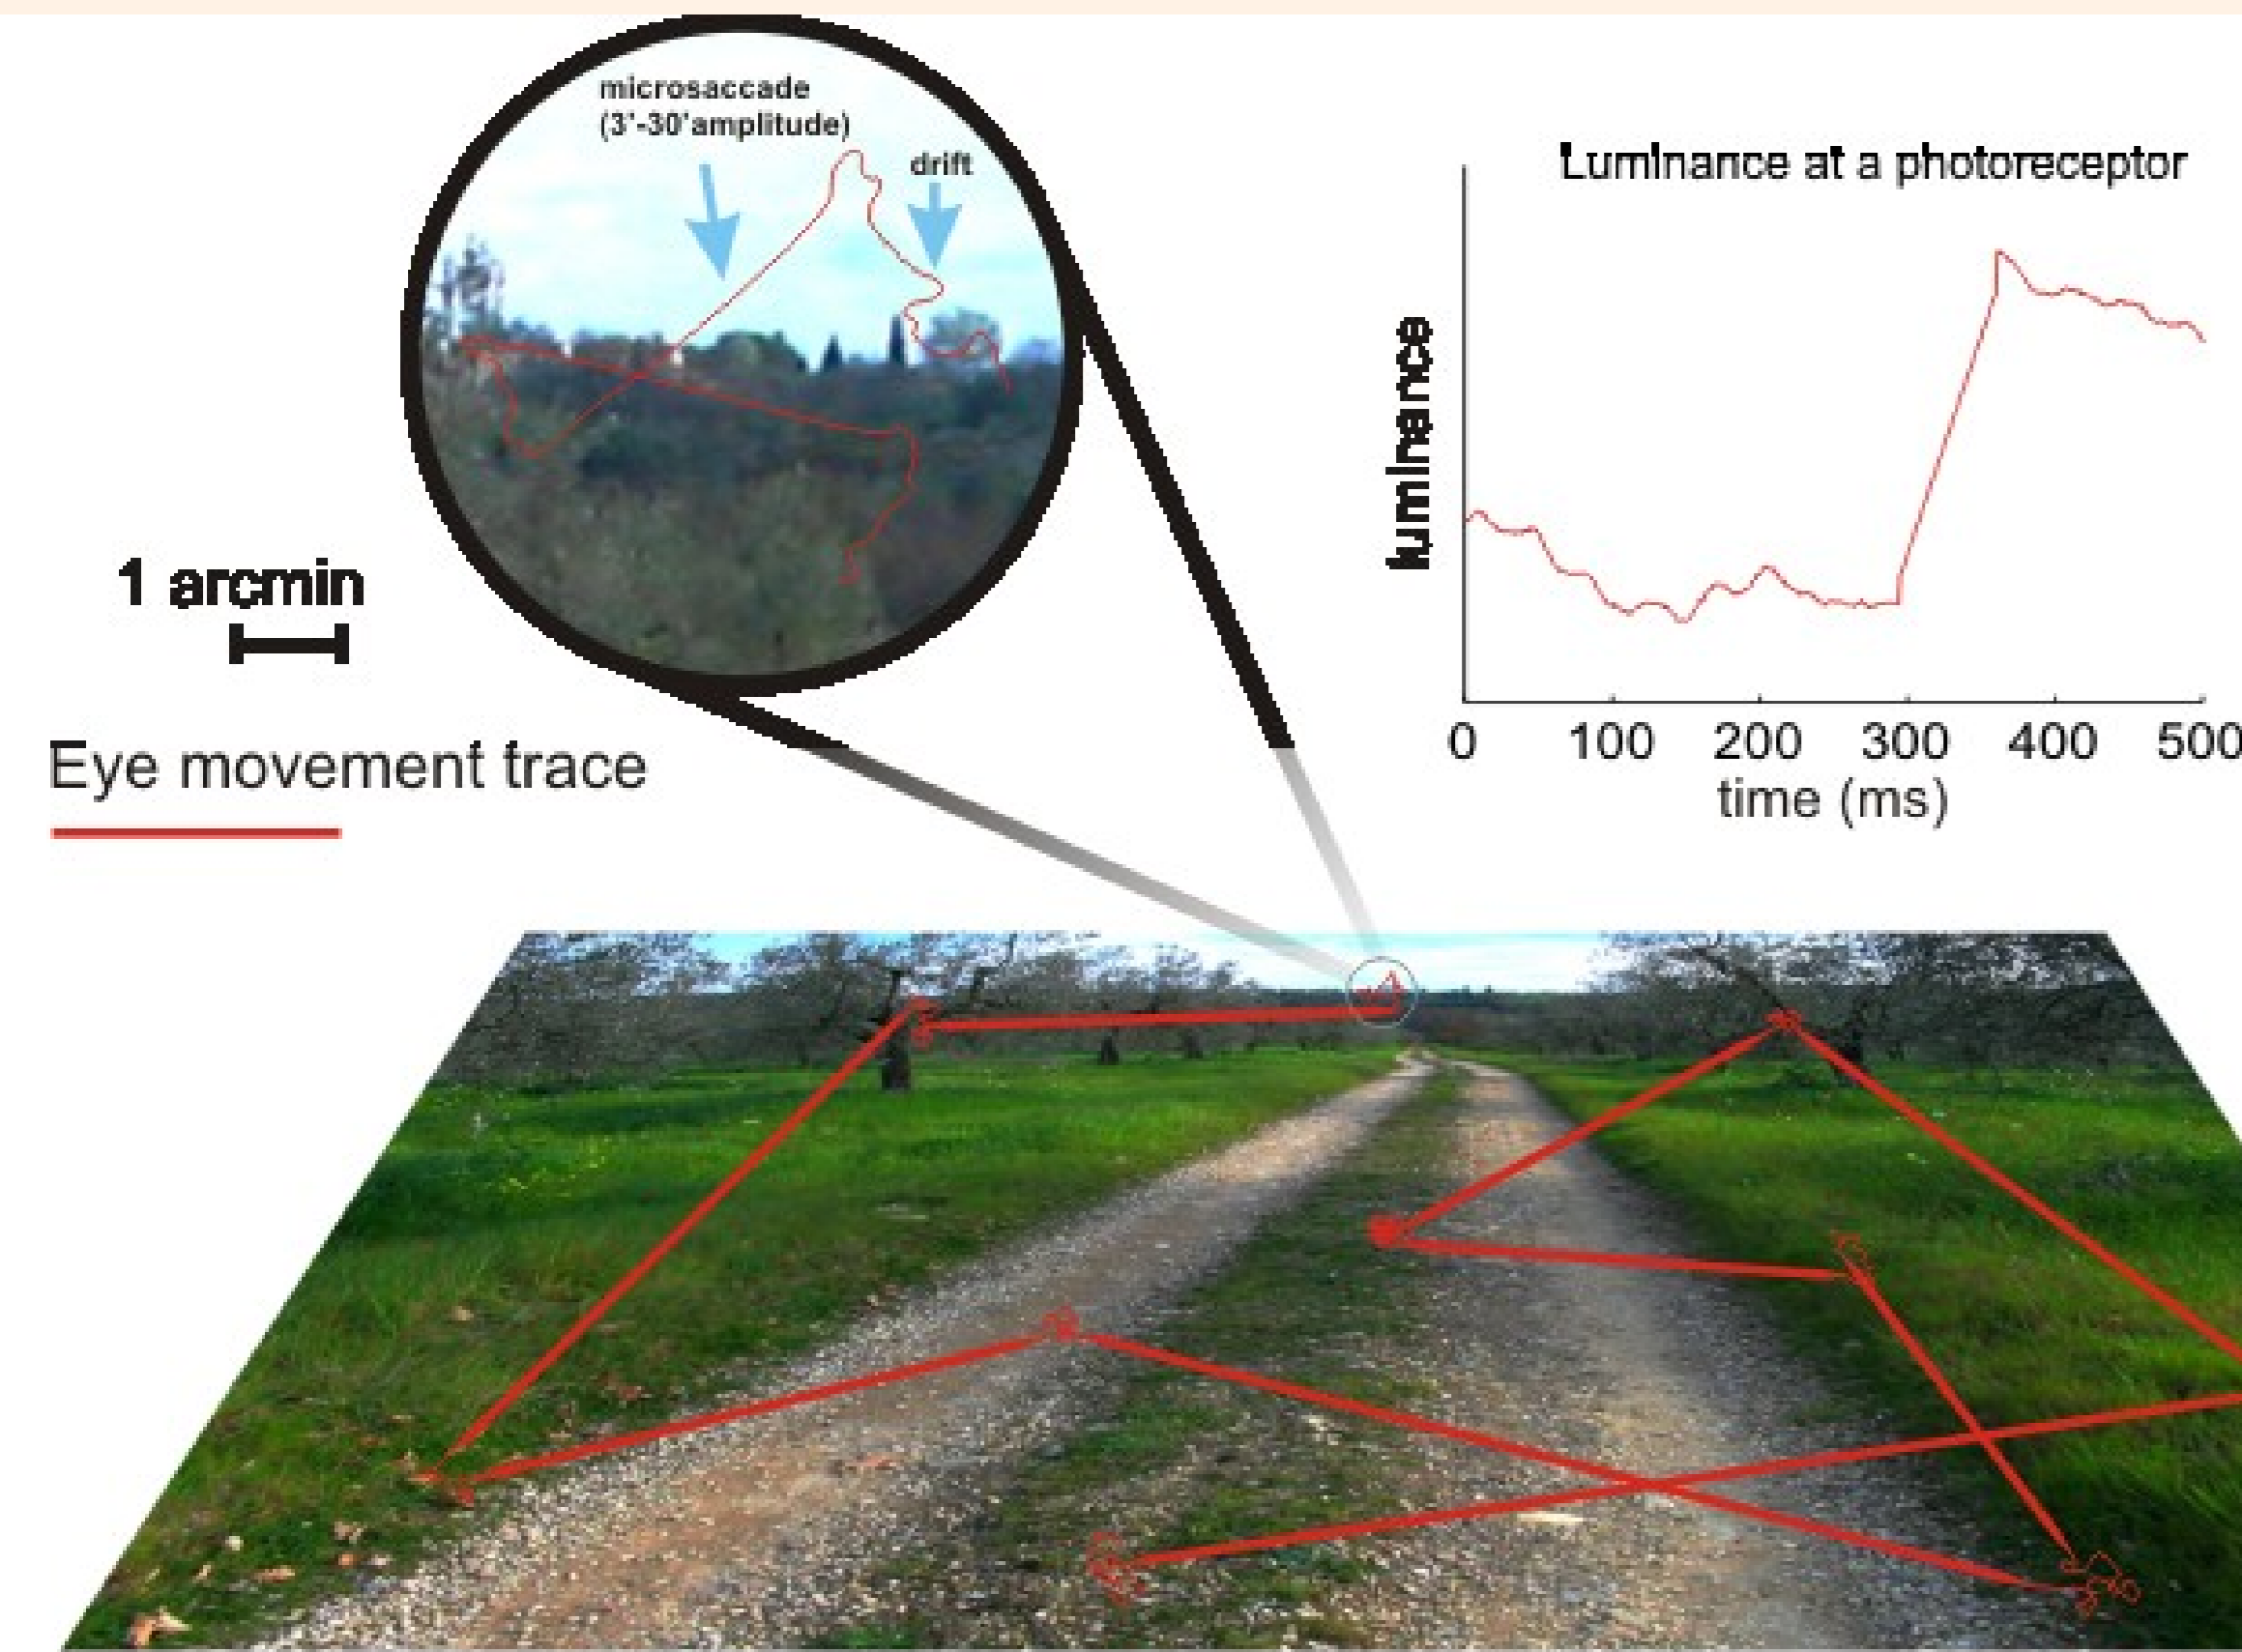 microsaccade
(3'-30'amplitude)
drift
1 arcmin
Eye movement trace
Luminance at a photoreceptor
luminance
0 100 200 300 400 500
time (ms)